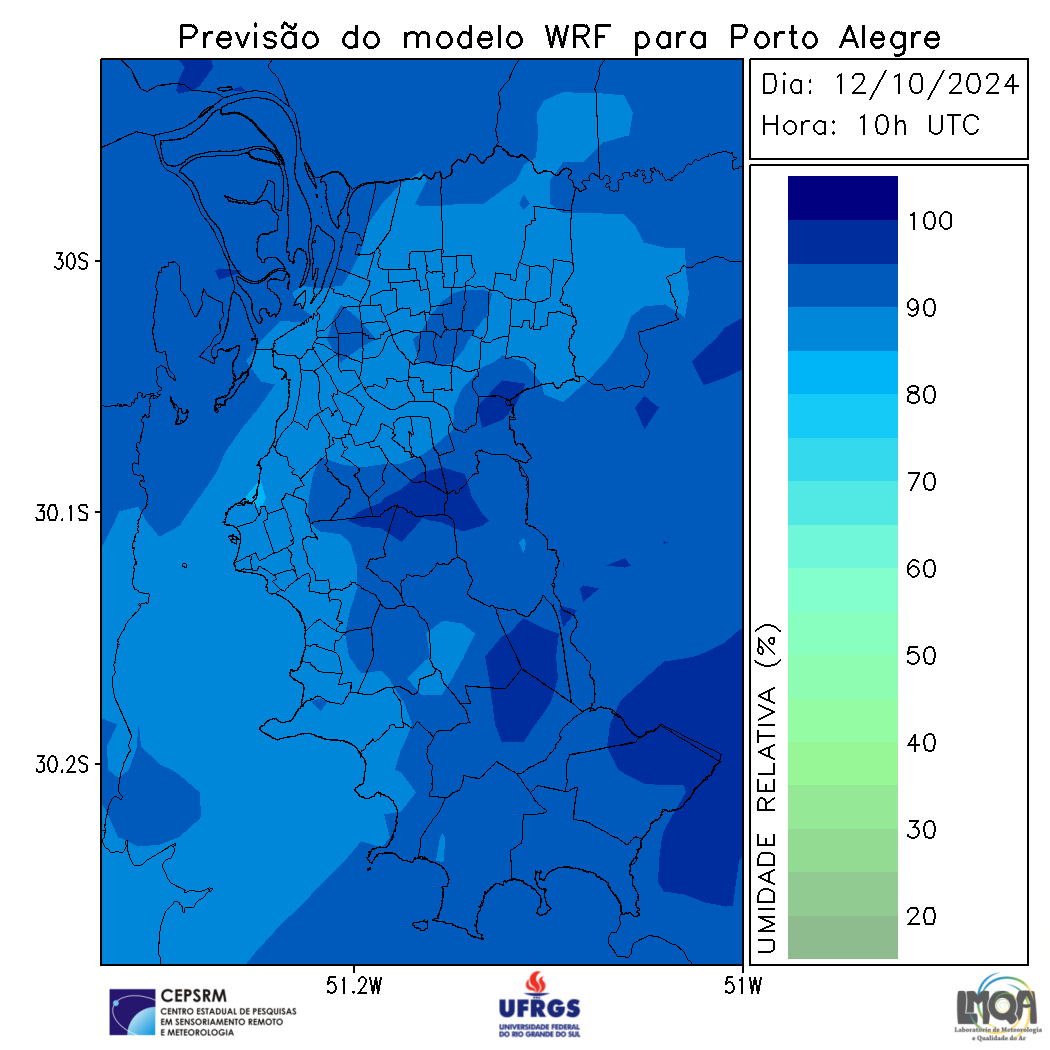 Previsão do modelo WRF para Porto Alegre
Dia: 12/10/2024
Hora: 10h UTC
30S
30.1S
30.2S
51.2W
51W
100
90
80
70
60
50
40
30
20
UMIDADE RELATIVA (%)
CEPSRM
CENTRO ESTADUAL DE PESQUISAS
EM SENSORIAMENTO REMOTO
E METEOROLOGIA
UFRGS
UNIVERSIDADE FEDERAL
DO RIO GRANDE DO SUL
LMQA
Laboratório de Meteorologia
e Qualidade do Ar